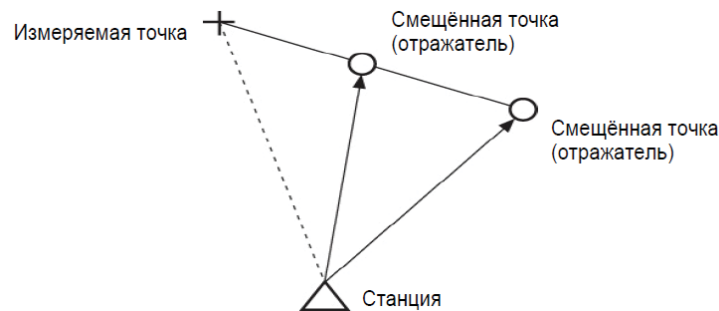 Измеряемая точка
Смещённая точка
(отражатель)
Смещённая точка
(отражатель)
Станция